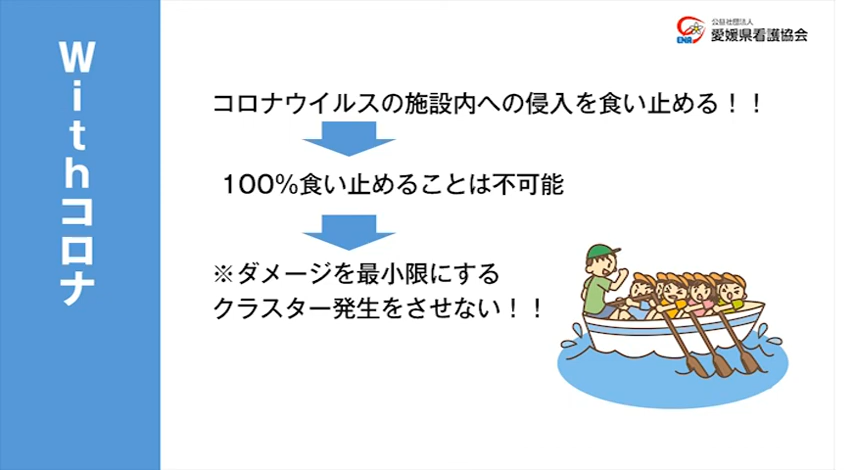 Withコロナ
公益社団法人
愛媛県看護協会
ENA
コロナウイルスの施設内への侵入を食い止める！！
100%食い止めることは不可能
※ダメージを最小限にする
クラスター発生をさせない！！